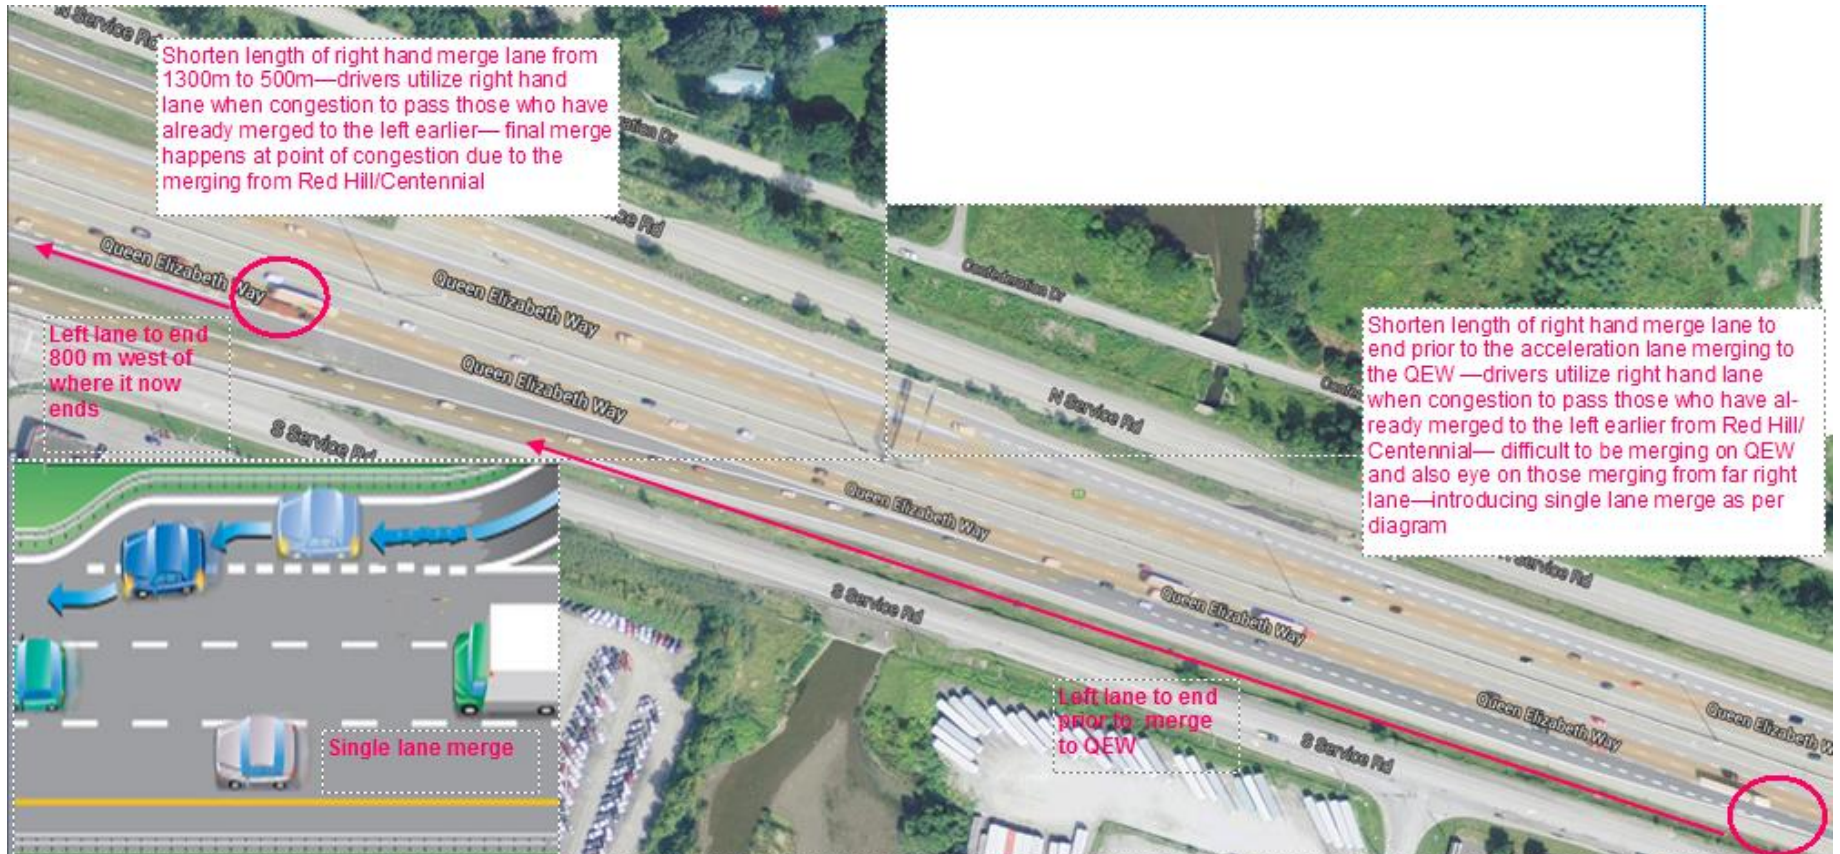 N Service Rd
Shorten length of right hand merge lane from
1300m to 500m—drivers utilize right hand
lane when congestion to pass those who have
already merged to the left earlier— final merge
happens at point of congestion due to the
merging from Red Hill/Centennial
Dr
Rd
Queen Elizabeth Way
Queen Elizabeth Way
Confederation Dr
Left lane to end
800 m west of
where it now
ends
Queen Elizabeth Way
S Service Rd
N Service Rd
Shorten length of right hand merge lane to
end prior to the acceleration lane merging to
the QEW —drivers utilize right hand lane
when congestion to pass those who have al-
ready merged to the left earlier from Red Hill/
Centennial— difficult to be merging on QEW
and also eye on those merging from far right
lane—introducing single lane merge as per
diagram
Queen Elizabeth Way
Service Rd
S Service Rd
Queen Elizabeth Way
Left lane to end
prior to merge
to QEW
Queen Elizabeth Way
Queen Elizabeth W
S Service Rd
Single lane merge